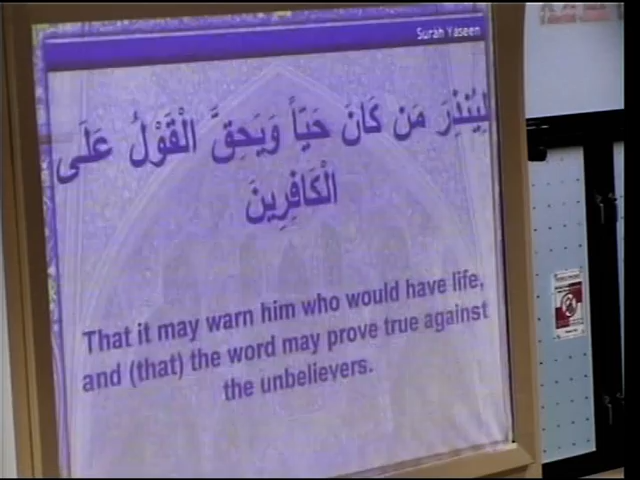 Surah Yaseen
لِيُنْذِرَ مَن كَانَ حَيّاً وَيَحِقَّ الْقَوْلُ عَلَى
الْكَافِرِينَ
That it may warn him who would have life,
and (that) the word may prove true against
the unbelievers.